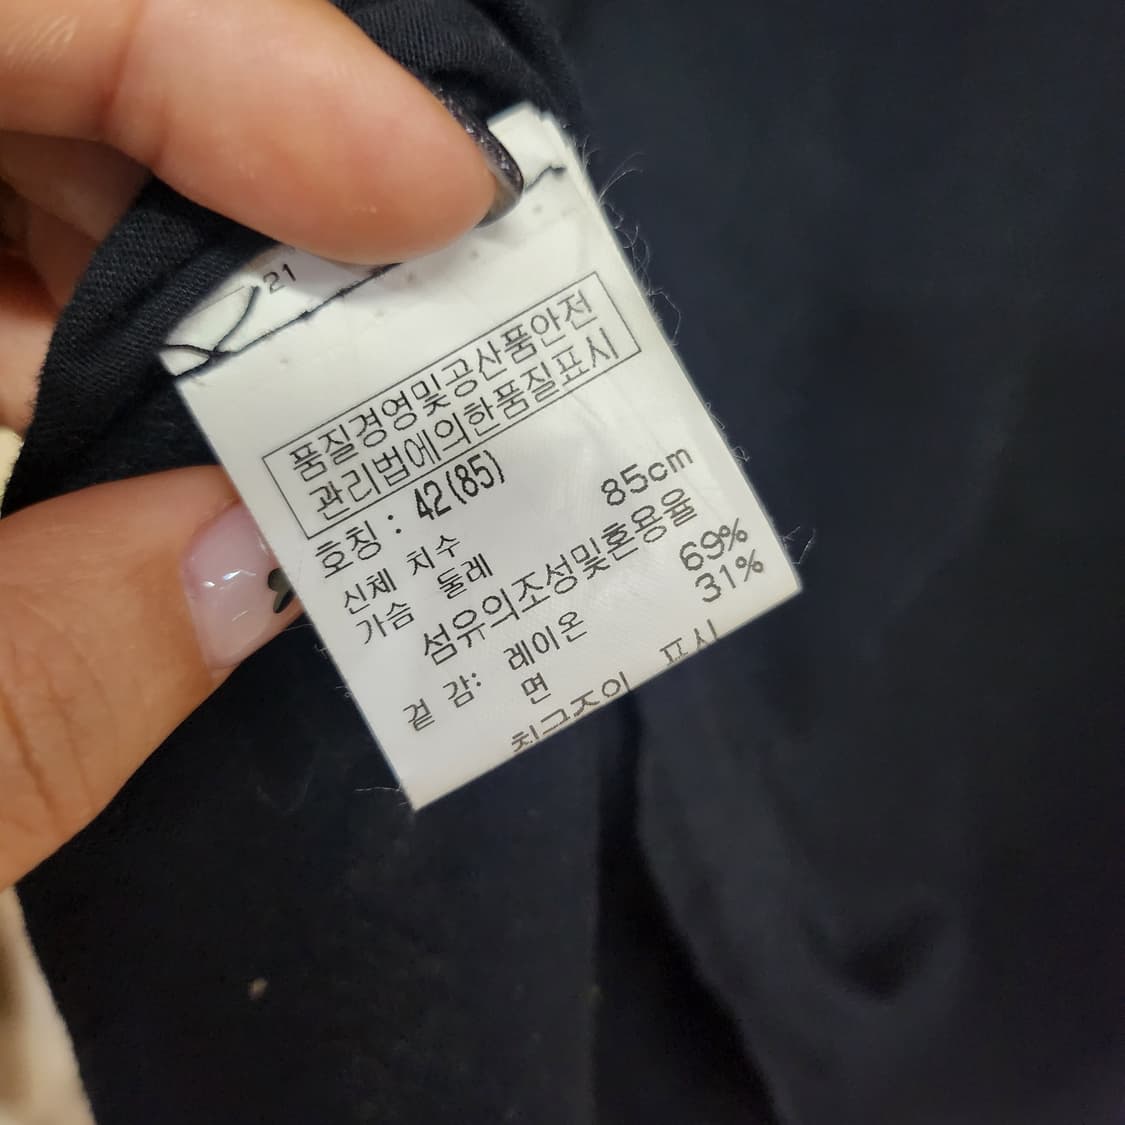 21
품질경영및공산품안전
관리법에의한품질표시
호칭 : 42(85)
신체 치수
가슴 둘레 85cm
섬유의조성및혼용율
겉 감: 레이온 69%
면 31%
표시